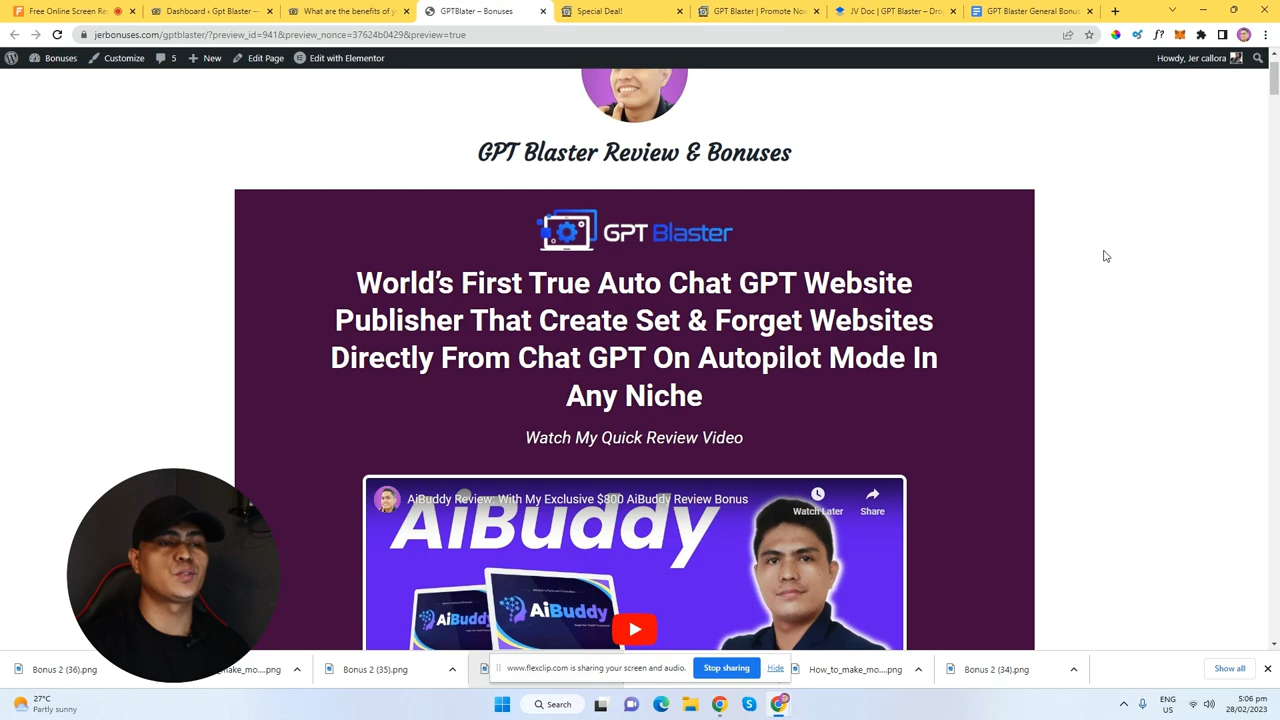 Free Online Screen Re
Dashboard ‹ Gpt Blaster —
What are the benefits of y
GPTBlater – Bonuses
Special Deal!
GPT Blaster | Promote No
JV Doc | GPT Blaster – Dro
GPT Blaster General Bonus
jerbonuses.com/gptblaster/?preview_id=941&preview_nonce=37624b0429&preview=true
Bonuses
Customize
5
New
Edit Page
Edit with Elementor
Howdy, Jer callora
GPT Blaster Review & Bonuses
GPT Blaster
World's First True Auto Chat GPT Website
Publisher That Create Set & Forget Websites
Directly From Chat GPT On Autopilot Mode In
Any Niche
Watch My Quick Review Video
AiBuddy Review: With My Exclusive $800 AiBuddy Review Bonus
Watch Later
Share
AiBuddy
AiBuddy
AiBuddy
Bonus 2 (36).png
make_mo....png
Bonus 2 (35).png
www.flexclip.com is sharing your screen and audio.
Stop sharing
Hide
How_to_make_mo....png
Bonus 2 (34).png
Show all
27°C
Partly sunny
Search
ENG
US
5:06 pm
28/02/2023